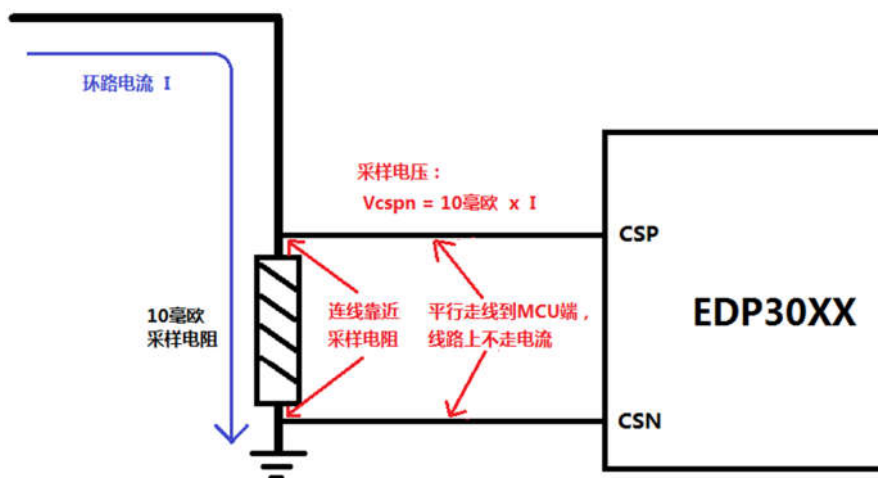 环路电流 I
采样电压：
Vcspn = 10毫欧 x I
CSP
10毫欧
采样电阻
连线靠近
采样电阻
平行走线到MCU端，
线路上不走电流
EDP30XX
CSN